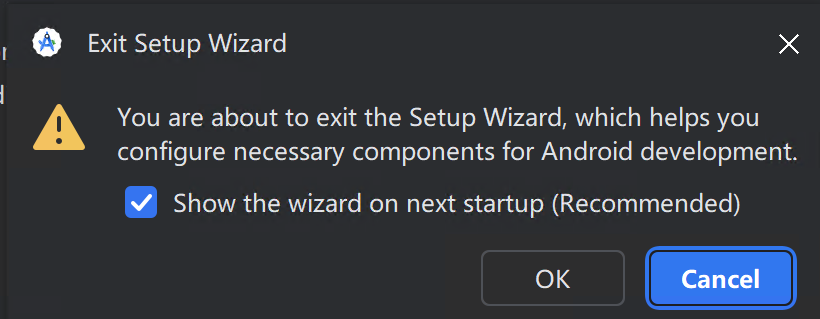 Exit Setup Wizard
You are about to exit the Setup Wizard, which helps you
configure necessary components for Android development.
Show the wizard on next startup (Recommended)
OK
Cancel